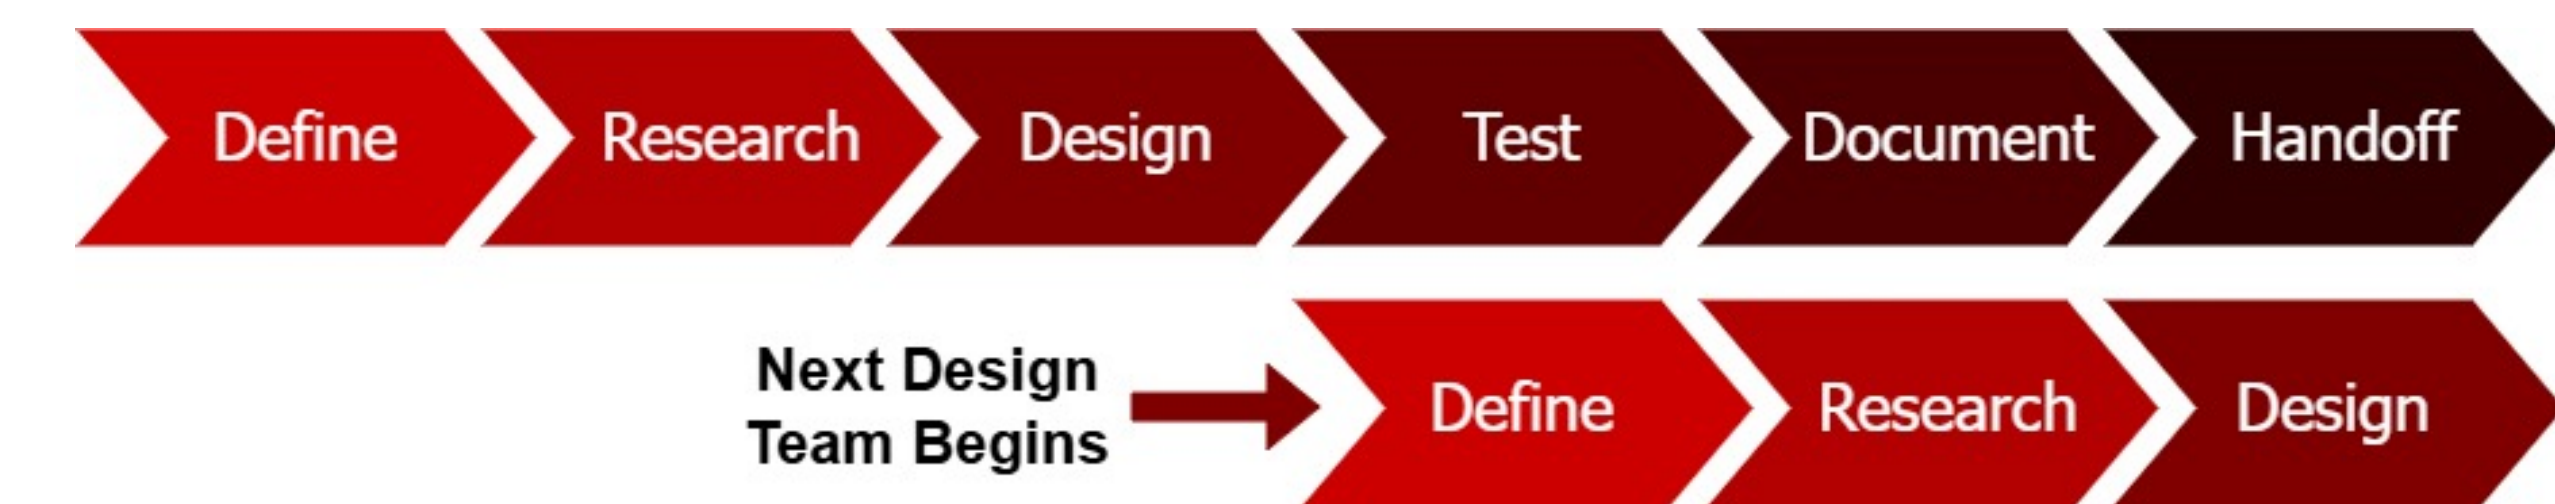 Define Research Design Test Document Handoff
Next Design
Team Begins
Define Research Design